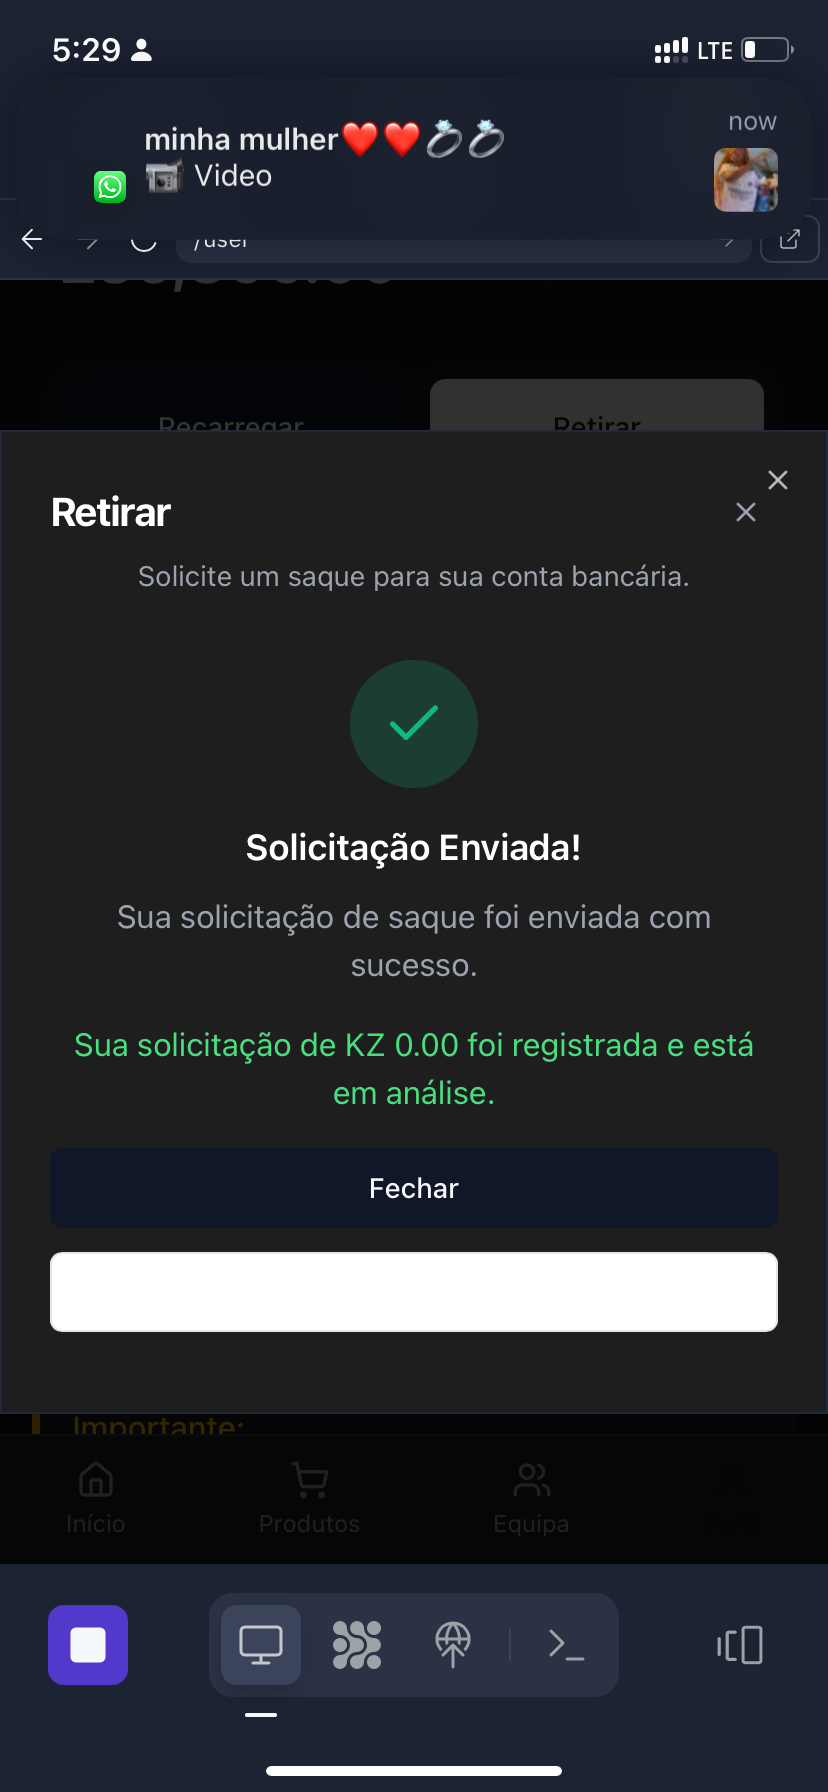 5:29
LTE
minha mulher❤️❤️💍💍
now
📹 Video
/user
Recarregar
Retirar
Retirar
Solicite um saque para sua conta bancária.
Solicitação Enviada!
Sua solicitação de saque foi enviada com
sucesso.
Sua solicitação de KZ 0.00 foi registrada e está
em análise.
Fechar
Importante:
Início
Produtos
Equipa